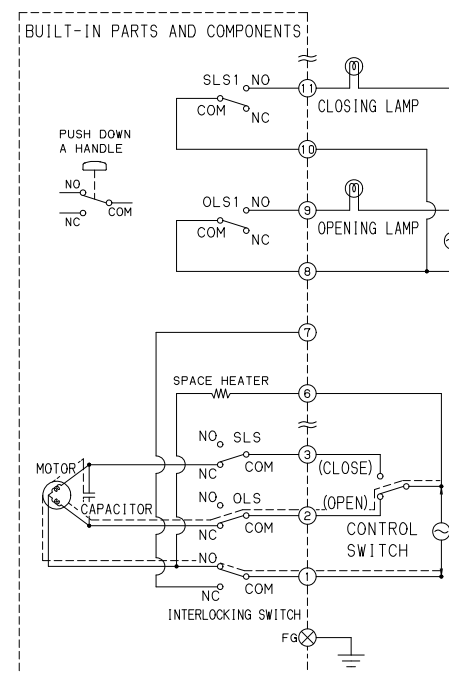 BUILT-IN PARTS AND COMPONENTS
SLS1 NO
11
CLOSING LAMP
COM
NC
PUSH DOWN
A HANDLE
10
NO
COM
NC
OLS1 NO
9
OPENING LAMP
COM
NC
8
7
SPACE HEATER
6
NO SLS
3
(CLOSE)
NC
COM
MOTOR
NO OLS
CAPACITOR
(OPEN)
2
NC
COM
CONTROL
SWITCH
NO
1
COM
NC
INTERLOCKING SWITCH
FG